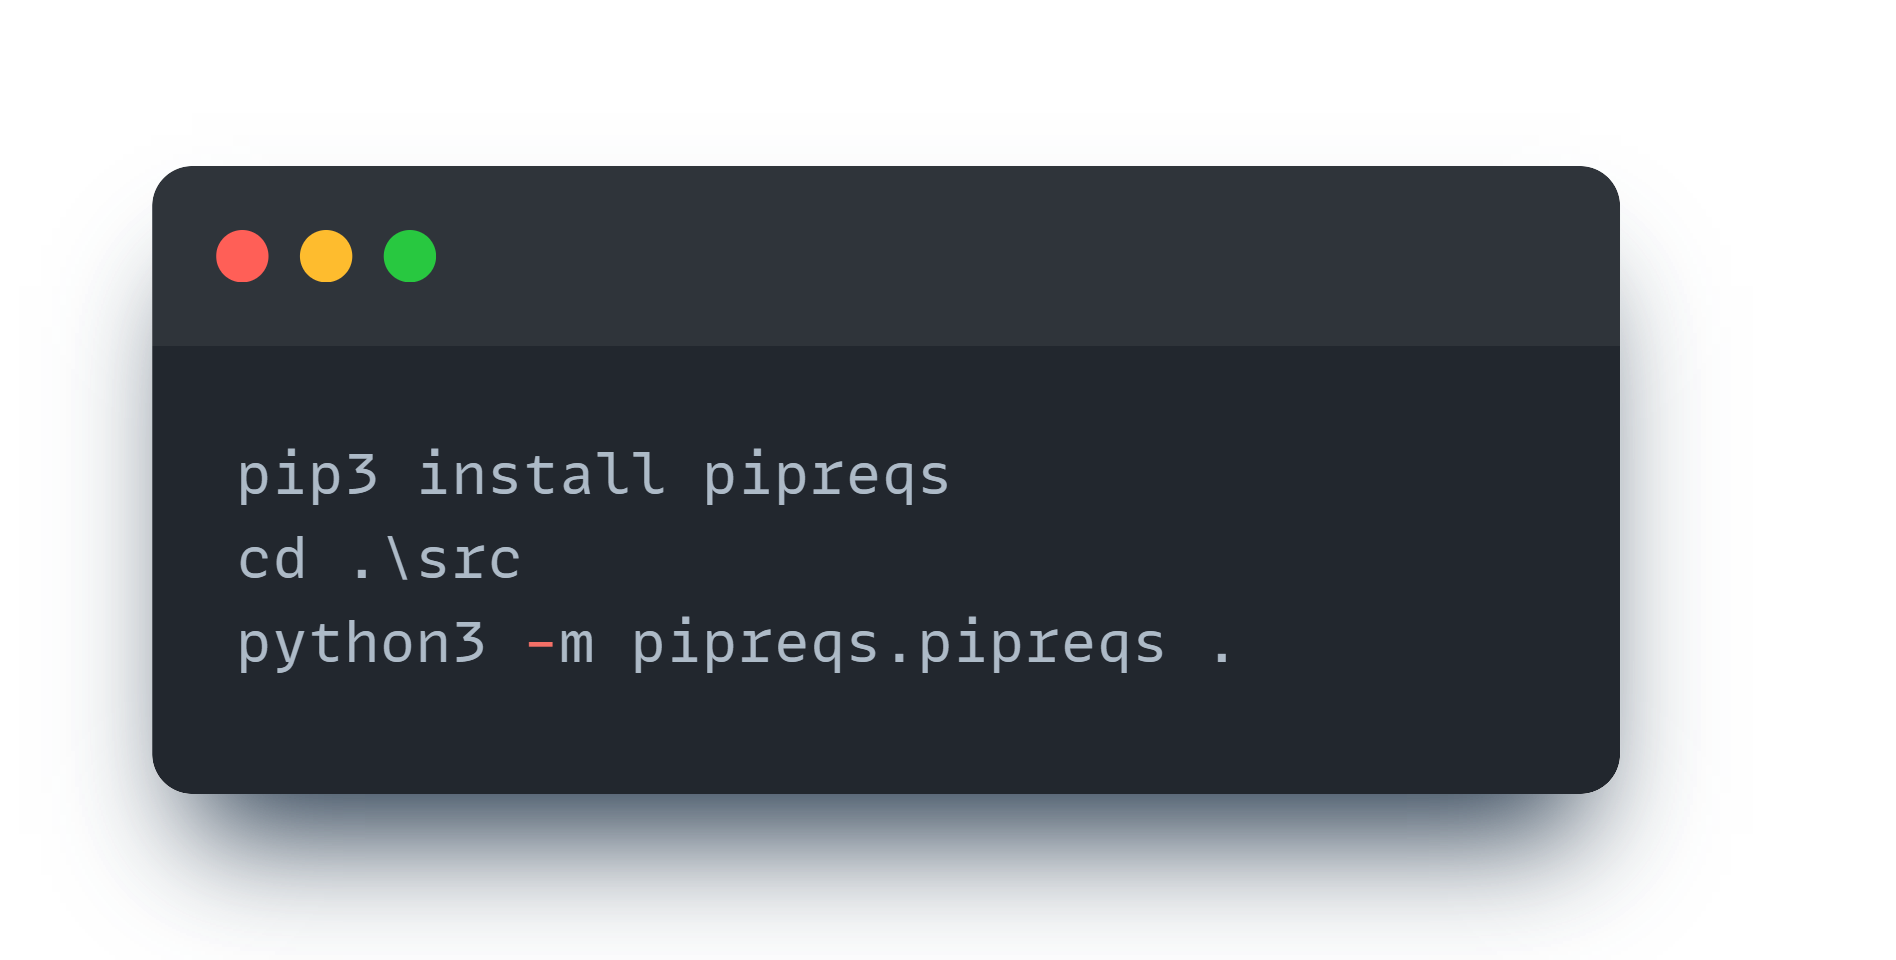 pip3 install pipreqs
cd .\src
python3 -m pipreqs.pipreqs .